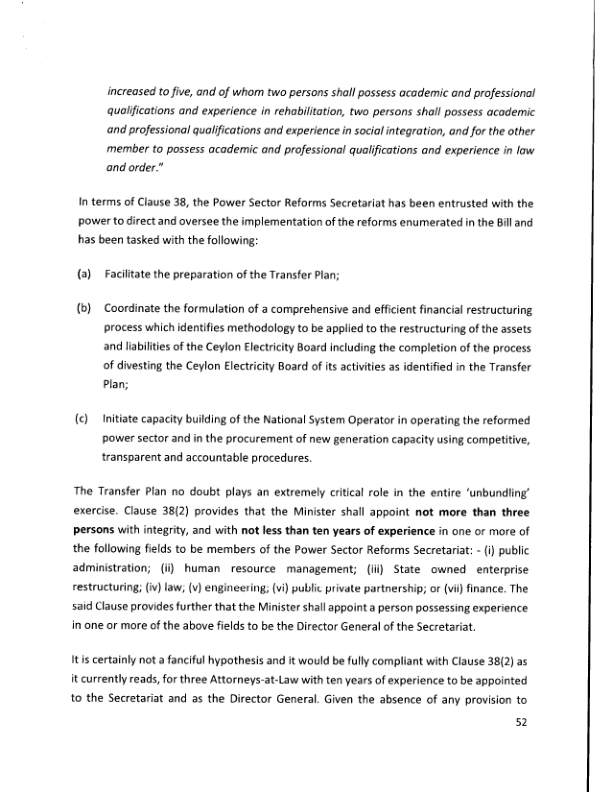 increased to five, and of whom two persons shall possess academic and professional
qualifications and experience in rehabilitation, two persons shall possess academic
and professional qualifications and experience in social integration, and for the other
member to possess academic and professional qualifications and experience in law
and order."
In terms of Clause 38, the Power Sector Reforms Secretariat has been entrusted with the
power to direct and oversee the implementation of the reforms enumerated in the Bill and
has been tasked with the following:
(a) Facilitate the preparation of the Transfer Plan;
(b) Coordinate the formulation of a comprehensive and efficient financial restructuring
process which identifies methodology to be applied to the restructuring of the assets
and liabilities of the Ceylon Electricity Board including the completion of the process
of divesting the Ceylon Electricity Board of its activities as identified in the Transfer
Plan;
(c) Initiate capacity building of the National System Operator in operating the reformed
power sector and in the procurement of new generation capacity using competitive,
transparent and accountable procedures.
The Transfer Plan no doubt plays an extremely critical role in the entire 'unbundling'
exercise. Clause 38(2) provides that the Minister shall appoint not more than three
persons with integrity, and with not less than ten years of experience in one or more of
the following fields to be members of the Power Sector Reforms Secretariat: - (i) public
administration; (ii) human resource management; (iii) State owned enterprise
restructuring; (iv) law; (v) engineering; (vi) public private partnership; or (vii) finance. The
said Clause provides further that the Minister shall appoint a person possessing experience
in one or more of the above fields to be the Director General of the Secretariat.
It is certainly not a fanciful hypothesis and it would be fully compliant with Clause 38(2) as
it currently reads, for three Attorneys-at-Law with ten years of experience to be appointed
to the Secretariat and as the Director General. Given the absence of any provision to
52